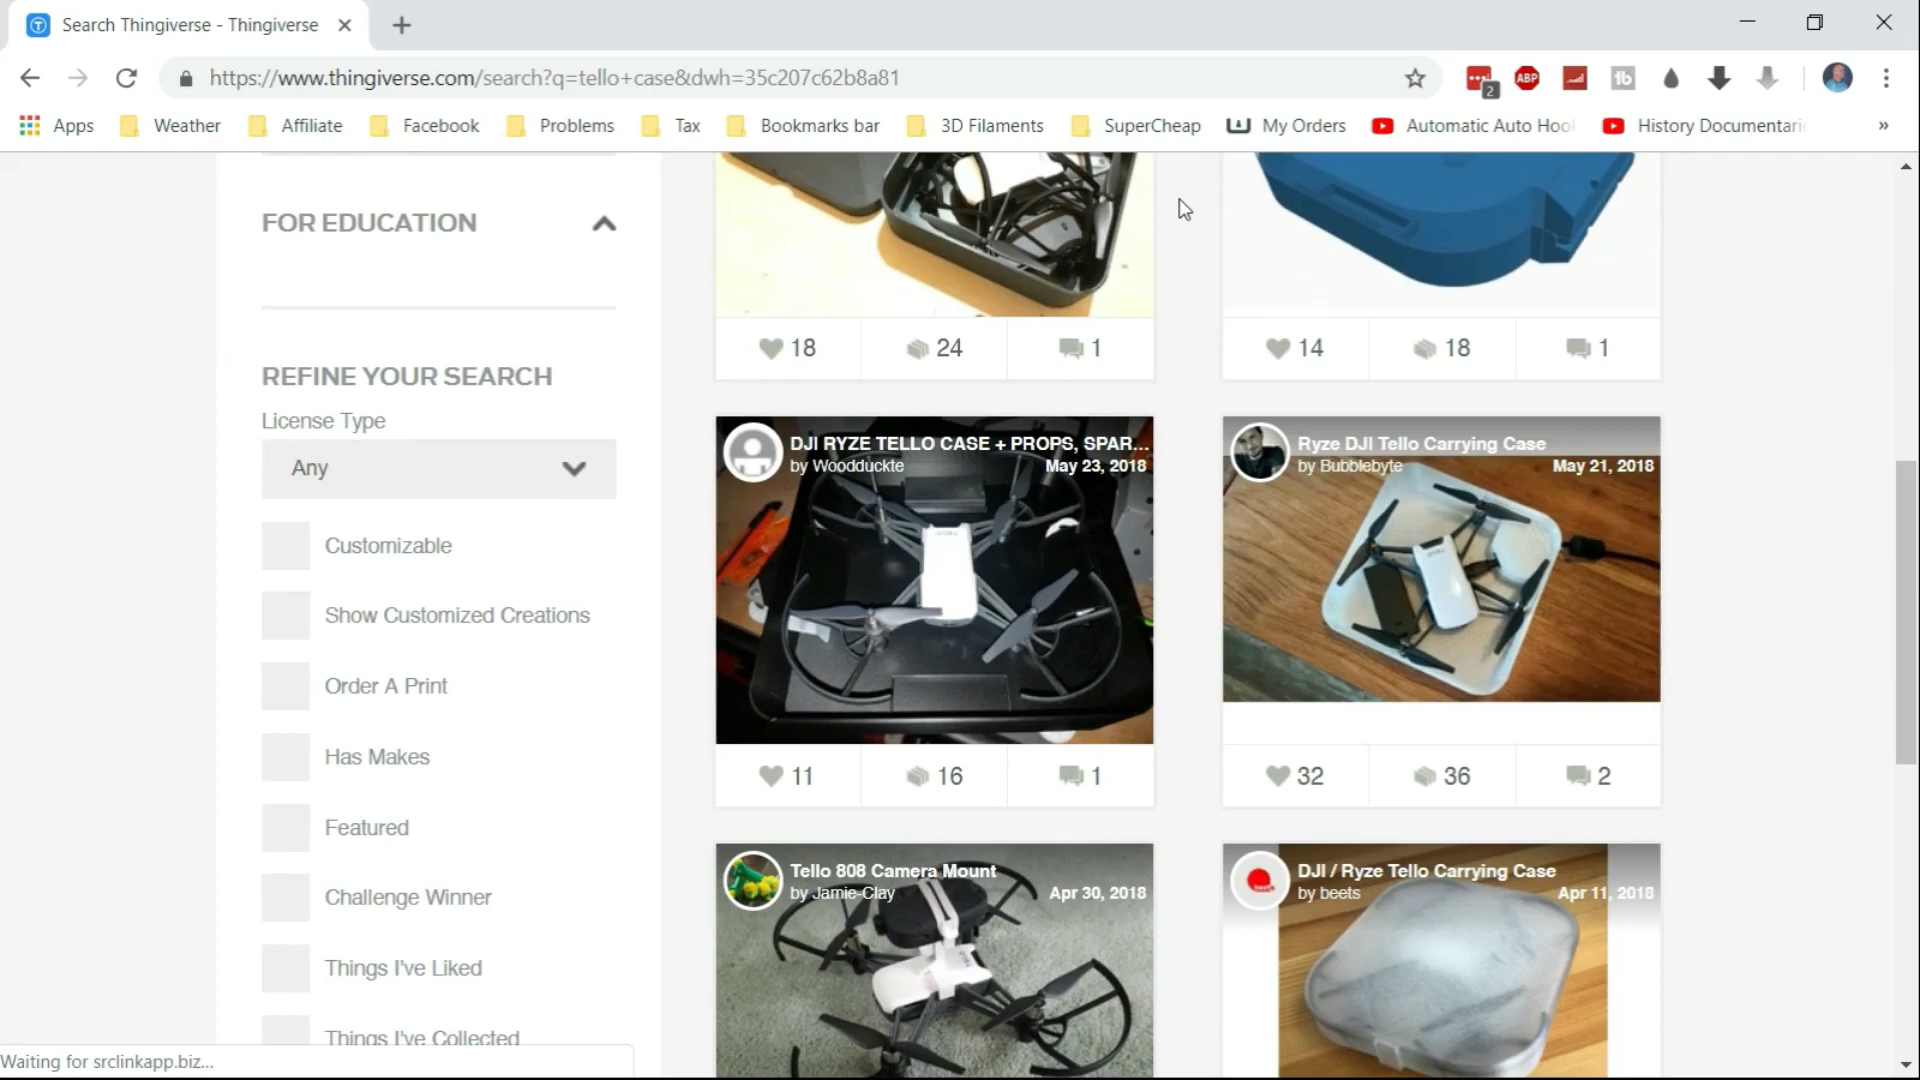 Search Thingiverse - Thingiverse
https://www.thingiverse.com/search?q=tello+case&dwh=35c207c62b8a81
2
ABP
Apps Weather Affiliate Facebook Problems Tax Bookmarks bar 3D Filaments SuperCheap My Orders Automatic Auto Hoo History Documentari »
FOR EDUCATION
REFINE YOUR SEARCH
License Type
Any
Customizable
Show Customized Creations
Order A Print
Has Makes
Featured
Challenge Winner
Things I've Liked
Things I've Collected
18 24 1
14 18 1
DJI RYZE TELLO CASE + PROPS, SPAR...
by Woodduckte May 23, 2018
11 16 1
Ryze DJI Tello Carrying Case
by Bubblebyte May 21, 2018
32 36 2
Tello 808 Camera Mount
by Jamie-Clay Apr 30, 2018
DJI / Ryze Tello Carrying Case
by beets Apr 11, 2018
Waiting for srclinkapp.biz...